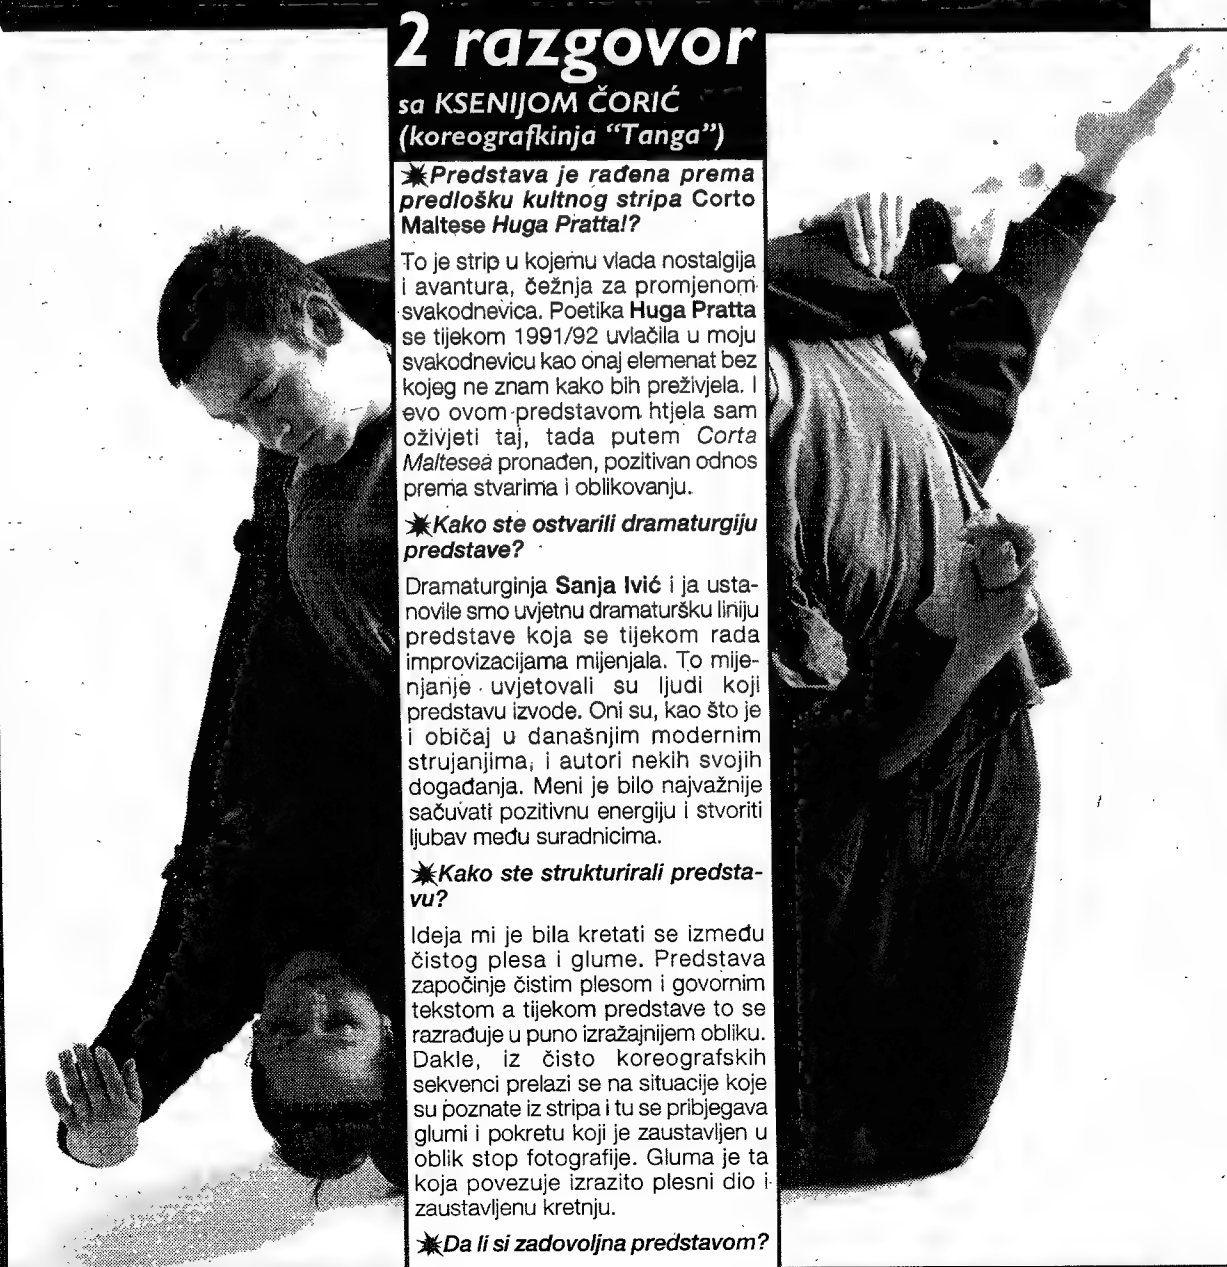 2 razgovor
sa KSENIJOM ČORIĆ
(koreografkinja “Tanga”)
Predstava je rađena prema
predlošku kultnog stripa Corto
Maltese Huga Pratta!?
To je strip u kojemu vlada nostalgija
i avantura, čežnja za promjenom
svakodnevica. Poetika Huga Pratta
se tijekom 1991/92 uvlačila u moju
svakodnevicu kao onaj elemenat bez
kojeg ne znam kako bih preživjela. I
evo ovom predstavom htjela sam
oživjeti taj, tada putem Corta
Maltesea pronađen, pozitivan odnos
prema stvarima i oblikovanju.
Kako ste ostvarili dramaturgiju
predstave?
Dramaturginja Sanja Ivić i ja usta-
novile smo uvjetnu dramaturšku liniju
predstave koja se tijekom rada
improvizacijama mijenjala. To mije-
njanje uvjetovali su ljudi koji
predstavu izvode. Oni su, kao što je
i običaj u današnjim modernim
strujanjima, i autori nekih svojih
događanja. Meni je bilo najvažnije
sačuvati pozitivnu energiju i stvoriti
ljubav među suradnicima.
Kako ste strukturirali predsta-
vu?
Ideja mi je bila kretati se između
čistog plesa i glume. Predstava
započinje čistim plesom i govornim
tekstom a tijekom predstave to se
razrađuje u puno izražajnijem obliku.
Dakle, iz čisto koreografskih
sekvenci prelazi se na situacije koje
su poznate iz stripa i tu se pribjegava
glumi i pokretu koji je zaustavljen u
oblik stop fotografije. Gluma je ta
koja povezuje izrazito plesni dio i
zaustavljenu kretnju.
Da li si zadovoljna predstavom?